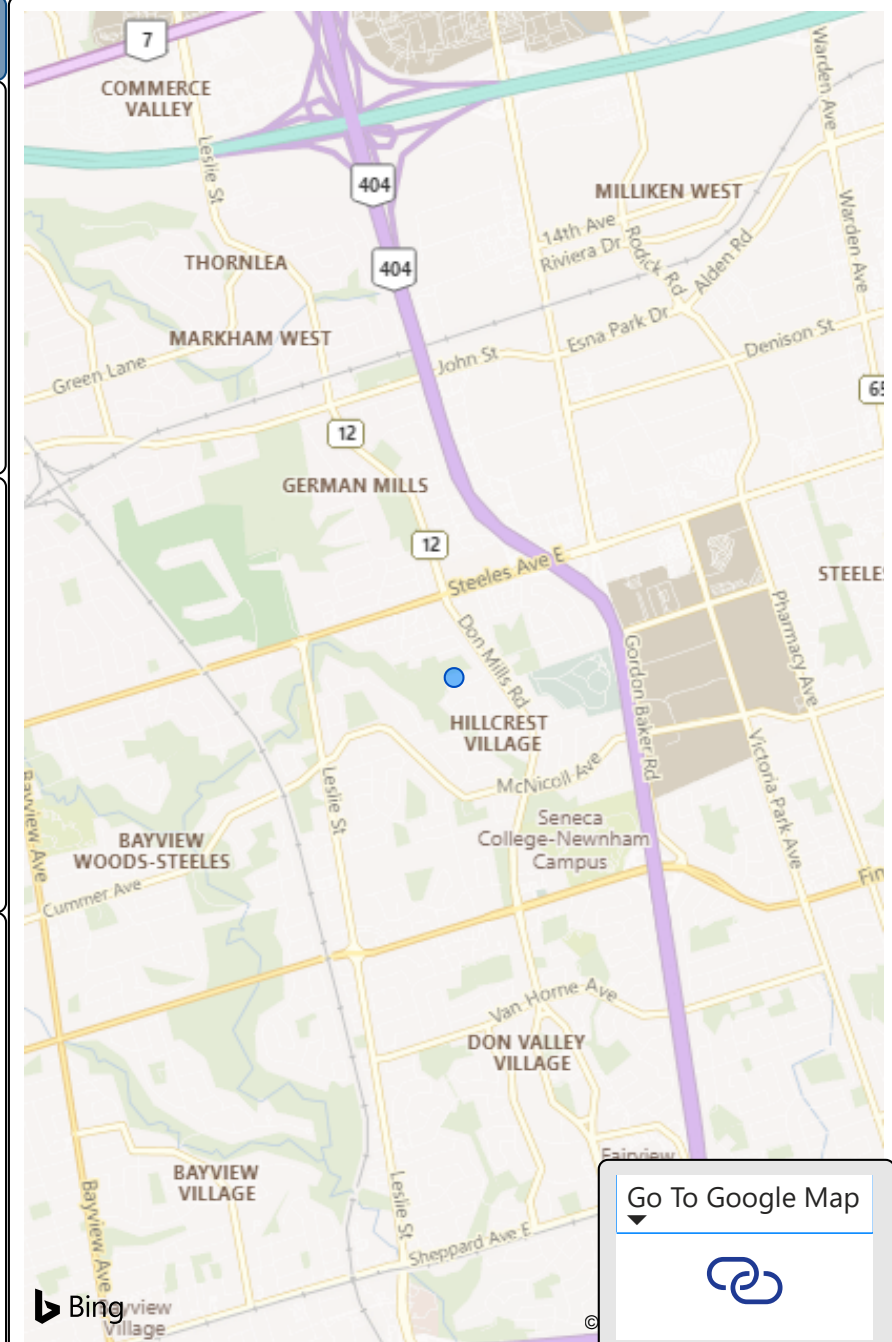 7
COMMERCE
VALLEY
Leslie St
Warden Ave
404
MILLIKEN WEST
14th Ave
Riviera Dr
Rodick Rd
Alden Rd
Warden Ave
THORNLEA
404
MARKHAM WEST
Esna Park Dr
Denison St
John St
Green Lane
65
12
GERMAN MILLS
12
Steeles Ave E
STEELES
Don Mills Rd
Pharmacy Ave
Gordon Baker Rd
HILLCREST
VILLAGE
Victoria Park Ave
McNicoll Ave
Leslie St
Bayview Ave
Seneca
College-Newnham
Campus
BAYVIEW
WOODS-STEELES
Cummer Ave
Fin
Van Horne Ave
DON VALLEY
VILLAGE
Fairview
BAYVIEW
VILLAGE
Bayview Ave
Leslie St
Sheppard Ave E
Go To Google Map
Bing
Bayview
Village
©